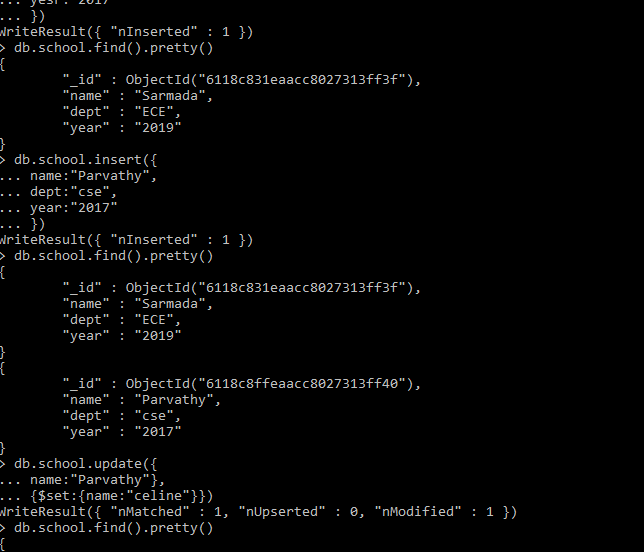 ... year: 2017
... })
WriteResult({ "nInserted" : 1 })
> db.school.find().pretty()
{
        "_id" : ObjectId("6118c831eaacc8027313ff3f"),
        "name" : "Sarmada",
        "dept" : "ECE",
        "year" : "2019"
}
> db.school.insert({
... name:"Parvathy",
... dept:"cse",
... year:"2017"
... })
WriteResult({ "nInserted" : 1 })
> db.school.find().pretty()
{
        "_id" : ObjectId("6118c831eaacc8027313ff3f"),
        "name" : "Sarmada",
        "dept" : "ECE",
        "year" : "2019"
}
{
        "_id" : ObjectId("6118c8ffeaacc8027313ff40"),
        "name" : "Parvathy",
        "dept" : "cse",
        "year" : "2017"
}
> db.school.update({
... name:"Parvathy"},
... {$set:{name:"celine"}})
WriteResult({ "nMatched" : 1, "nUpserted" : 0, "nModified" : 1 })
> db.school.find().pretty()
{